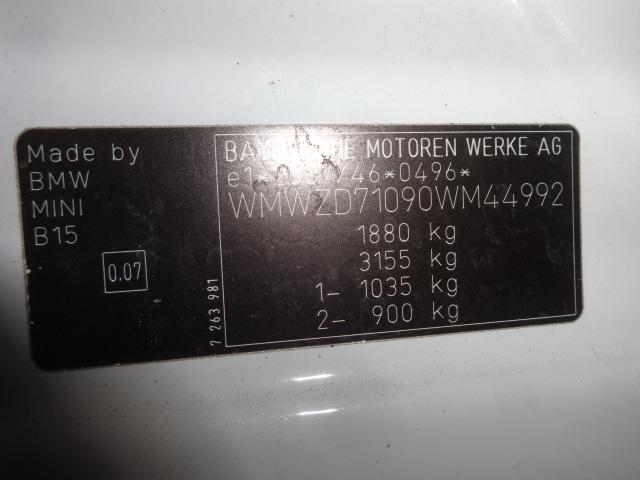 Made by
BMW
MINI
B15
0.07
7 263 981
MOTOREN WERKE AG
WMWZD71090WM44992
1880 kg
3155 kg
1- 1035 kg
2- 900 kg